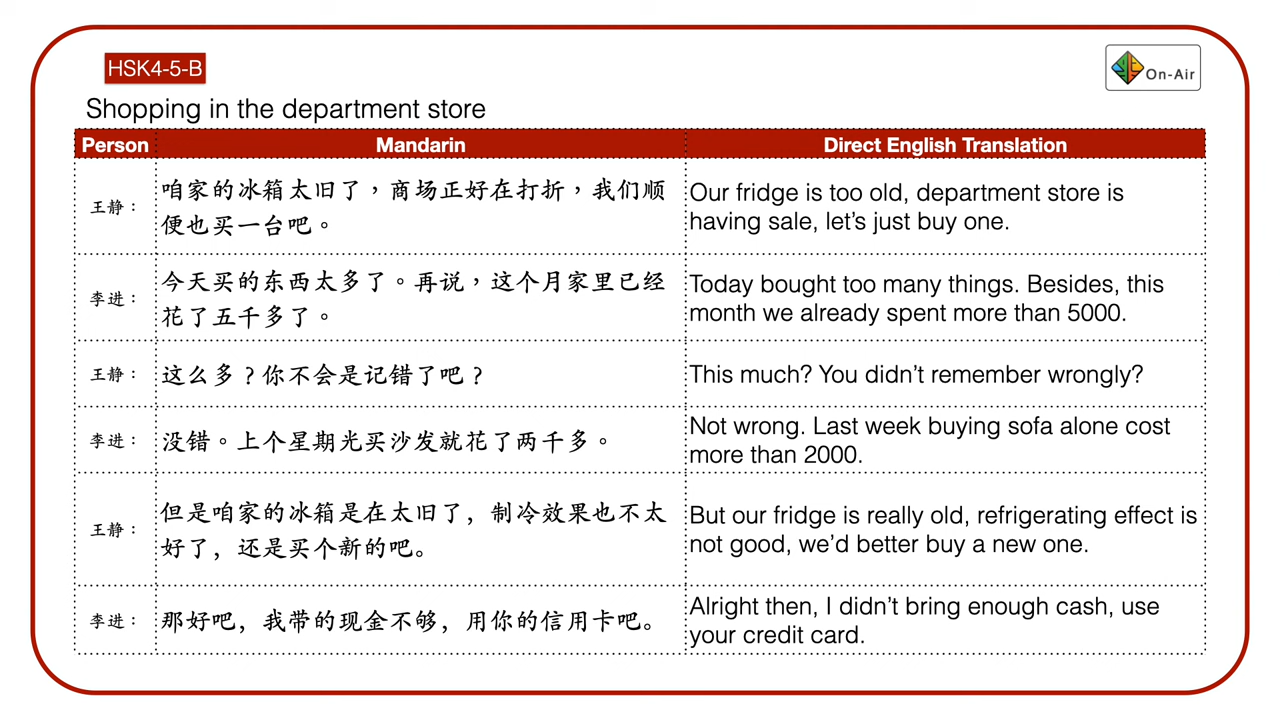 HSK4-5-B
On-Air
Shopping in the department store
Person Mandarin Direct English Translation
王静：
咱家的冰箱太旧了，商场正好在打折，我们顺
便也买一台吧。
Our fridge is too old, department store is
having sale, let's just buy one.
李进：
今天买的东西太多了。再说，这个月家里已经
花了五千多了。
Today bought too many things. Besides, this
month we already spent more than 5000.
王静：
这么多？你不会是记错了吧？
This much? You didn't remember wrongly?
李进：
没错。上个星期光买沙发就花了两千多。
Not wrong. Last week buying sofa alone cost
more than 2000.
王静：
但是咱家的冰箱是在太旧了，制冷效果也不太
好了，还是买个新的吧。
But our fridge is really old, refrigerating effect is
not good, we'd better buy a new one.
李进：
那好吧，我带的现金不够，用你的信用卡吧。
Alright then, I didn't bring enough cash, use
your credit card.